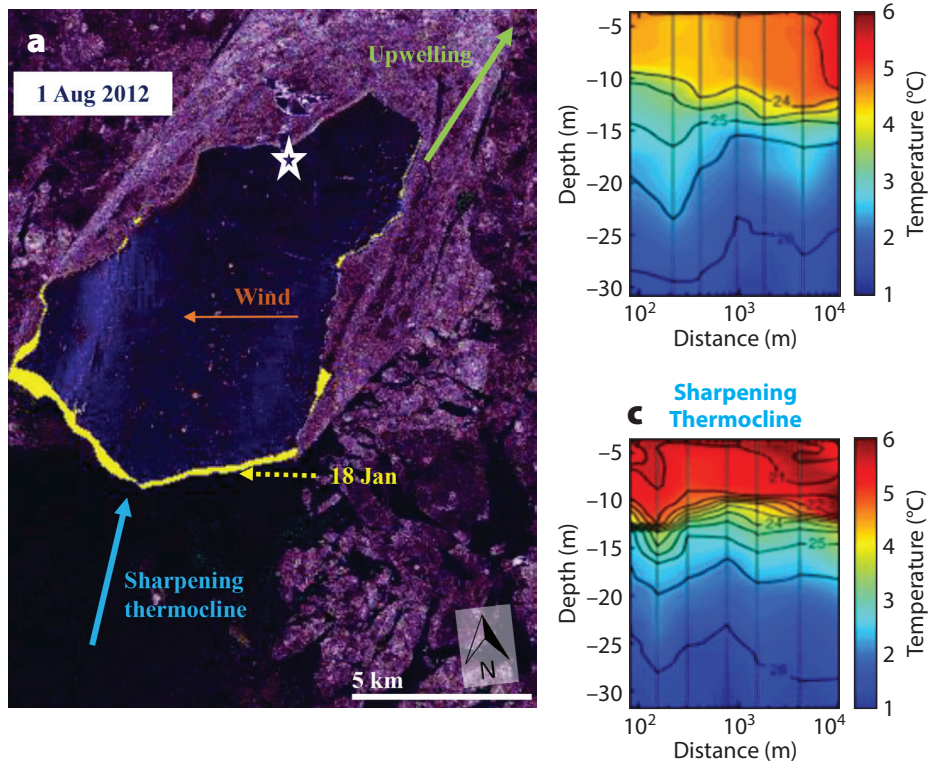 a
1 Aug 2012
Upwelling
Wind
18 Jan
Sharpening
thermocline
N
5 km
–5
–10
–15
–20
–25
–30
Depth (m)
24
25
26
10² 10³ 10⁴
Distance (m)
6
5
4
3
2
1
Temperature (°C)
c
Sharpening
Thermocline
–5
–10
–15
–20
–25
–30
Depth (m)
21
24
25
26
10² 10³ 10⁴
Distance (m)
6
5
4
3
2
1
Temperature (°C)